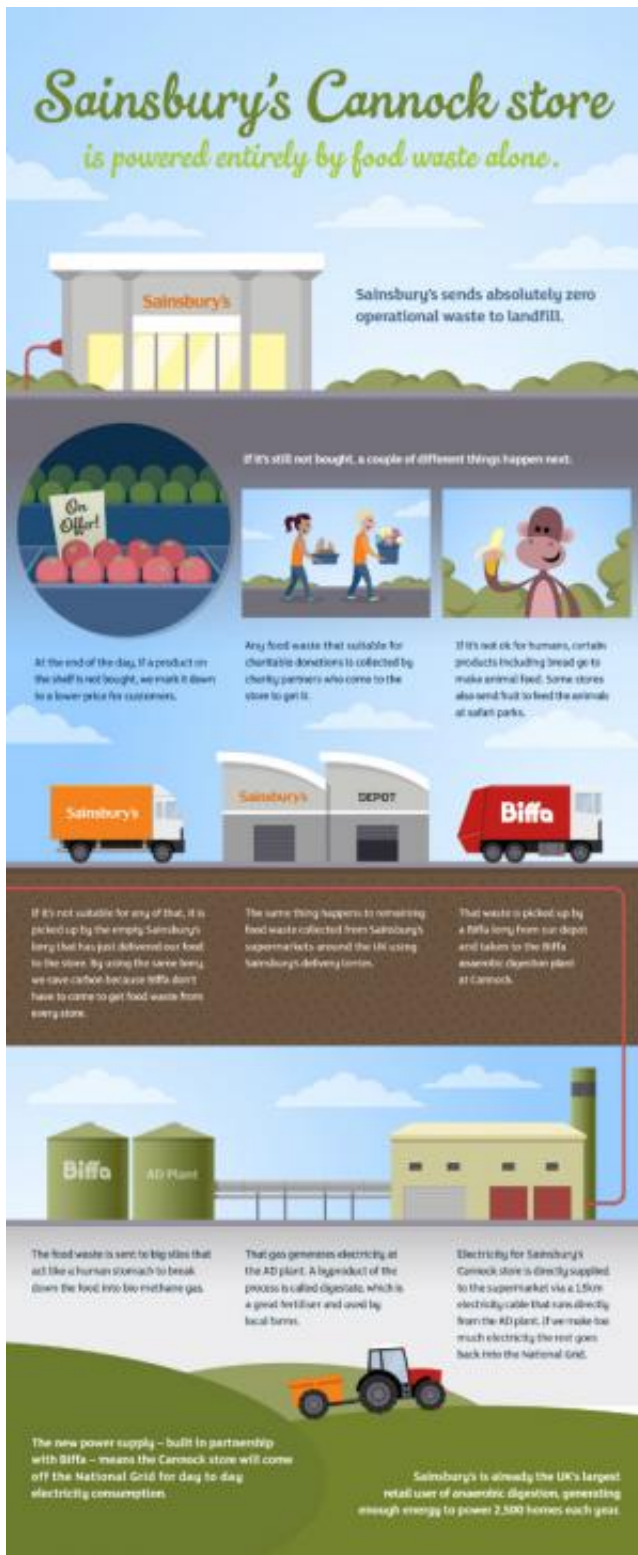 Sainsbury's Cannock store
is powered entirely by food waste alone.
Sainsbury's
Sainsbury's sends absolutely zero
operational waste to landfill.
If it's still not bought, a couple of different things happen next:
On
Offer!
At the end of the day, if a product on
the shelf is not bought, we mark it down
to a lower price for customers.
Any food waste that suitable for
charitable donations is collected by
charity partners who come to the
store to get it.
If it's not ok for humans, certain
products including bread go to
make animal feed. Some stores
also send fruit to feed the animals
at safari parks.
Sainsbury's
Sainsbury's
DEPOT
Biffa
If it's not suitable for any of that, it is
picked up by the empty Sainsbury's
lorry that has just delivered our food
to the store. By using the same lorry,
we save carbon because Biffa don't
have to come to get food waste from
every store.
The same thing happens to remaining
food waste collected from Sainsbury's
supermarkets around the UK using
Sainsbury's delivery lorries.
That waste is picked up by
a Biffa lorry from our depot
and taken to the Biffa
anaerobic digestion plant
at Cannock.
Biffa
AD Plant
The food waste is sent to big silos that
act like a human stomach to break
down the food into bio methane gas.
That gas generates electricity at
the AD plant. A byproduct of the
process is called digestate, which is
a great fertiliser and used by
local farms.
Electricity for Sainsbury's
Cannock store is directly supplied
to the supermarket via a 1.5km
electricity cable that runs directly
from the AD plant. If we make too
much electricity the rest goes
back into the National Grid.
The new power supply – built in partnership
with Biffa – means the Cannock store will come
off the National Grid for day to day
electricity consumption.
Sainsbury's is already the UK's largest
retail user of anaerobic digestion, generating
enough energy to power 2,500 homes each year.